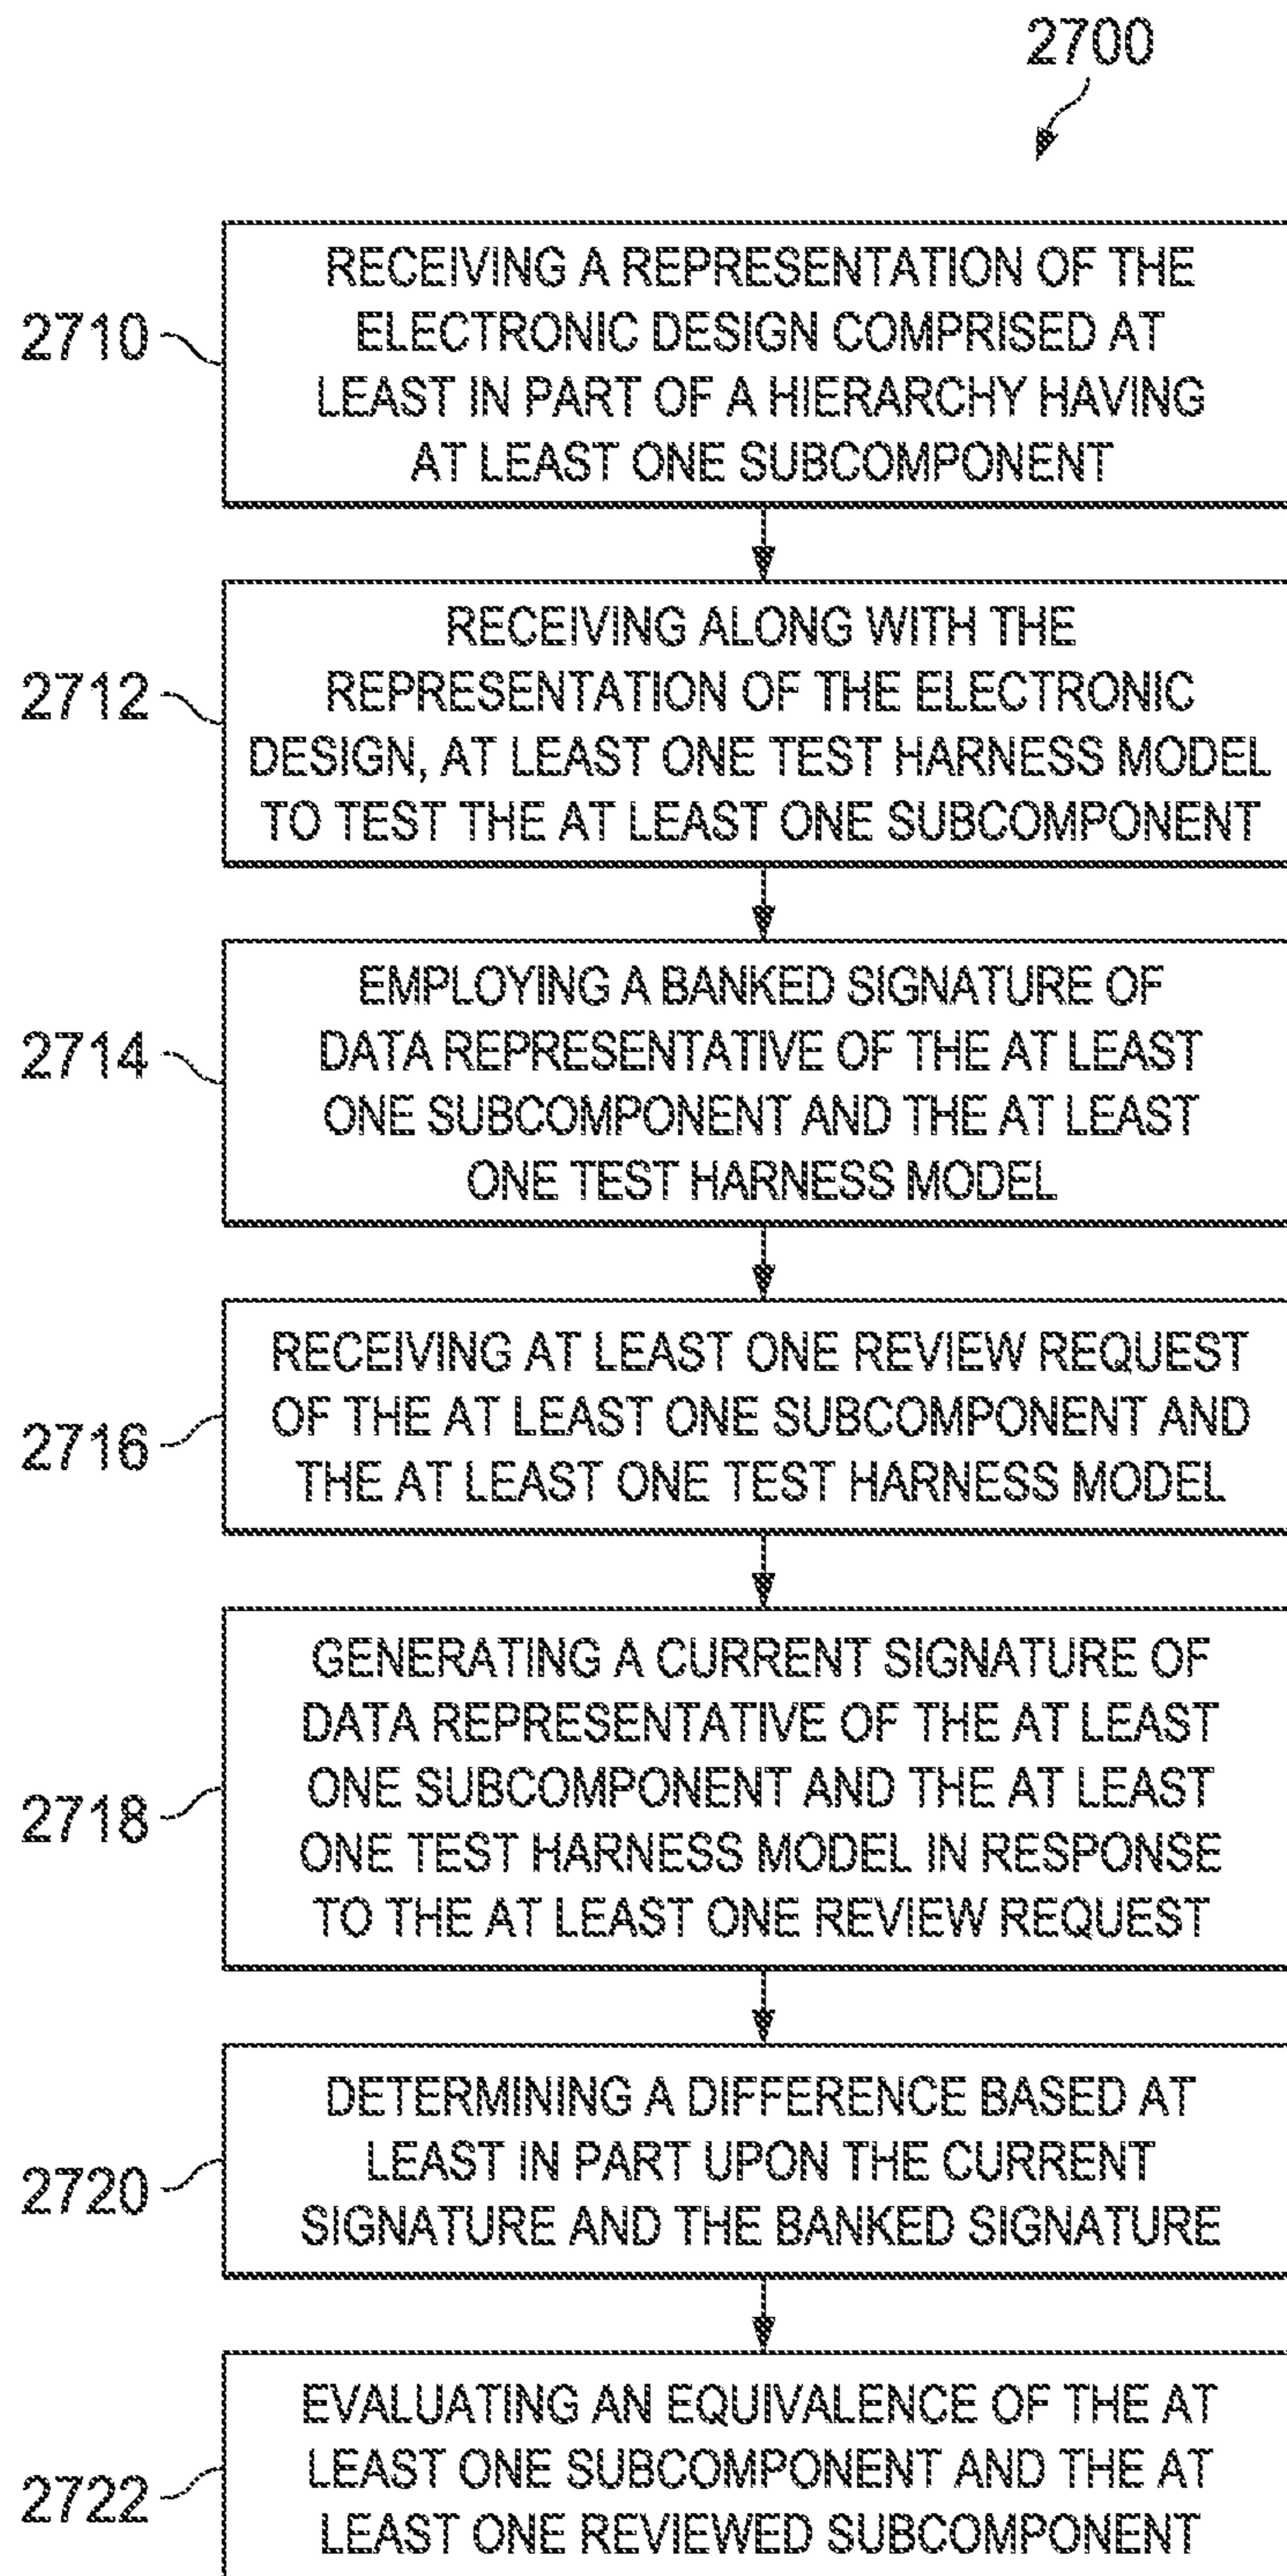 2700
2710
RECEIVING A REPRESENTATION OF THE
ELECTRONIC DESIGN COMPRISED AT
LEAST IN PART OF A HIERARCHY HAVING
AT LEAST ONE SUBCOMPONENT
2712
RECEIVING ALONG WITH THE
REPRESENTATION OF THE ELECTRONIC
DESIGN, AT LEAST ONE TEST HARNESS MODEL
TO TEST THE AT LEAST ONE SUBCOMPONENT
2714
EMPLOYING A BANKED SIGNATURE OF
DATA REPRESENTATIVE OF THE AT LEAST
ONE SUBCOMPONENT AND THE AT LEAST
ONE TEST HARNESS MODEL
2716
RECEIVING AT LEAST ONE REVIEW REQUEST
OF THE AT LEAST ONE SUBCOMPONENT AND
THE AT LEAST ONE TEST HARNESS MODEL
2718
GENERATING A CURRENT SIGNATURE OF
DATA REPRESENTATIVE OF THE AT LEAST
ONE SUBCOMPONENT AND THE AT LEAST
ONE TEST HARNESS MODEL IN RESPONSE
TO THE AT LEAST ONE REVIEW REQUEST
2720
DETERMINING A DIFFERENCE BASED AT
LEAST IN PART UPON THE CURRENT
SIGNATURE AND THE BANKED SIGNATURE
2722
EVALUATING AN EQUIVALENCE OF THE AT
LEAST ONE SUBCOMPONENT AND THE AT
LEAST ONE REVIEWED SUBCOMPONENT